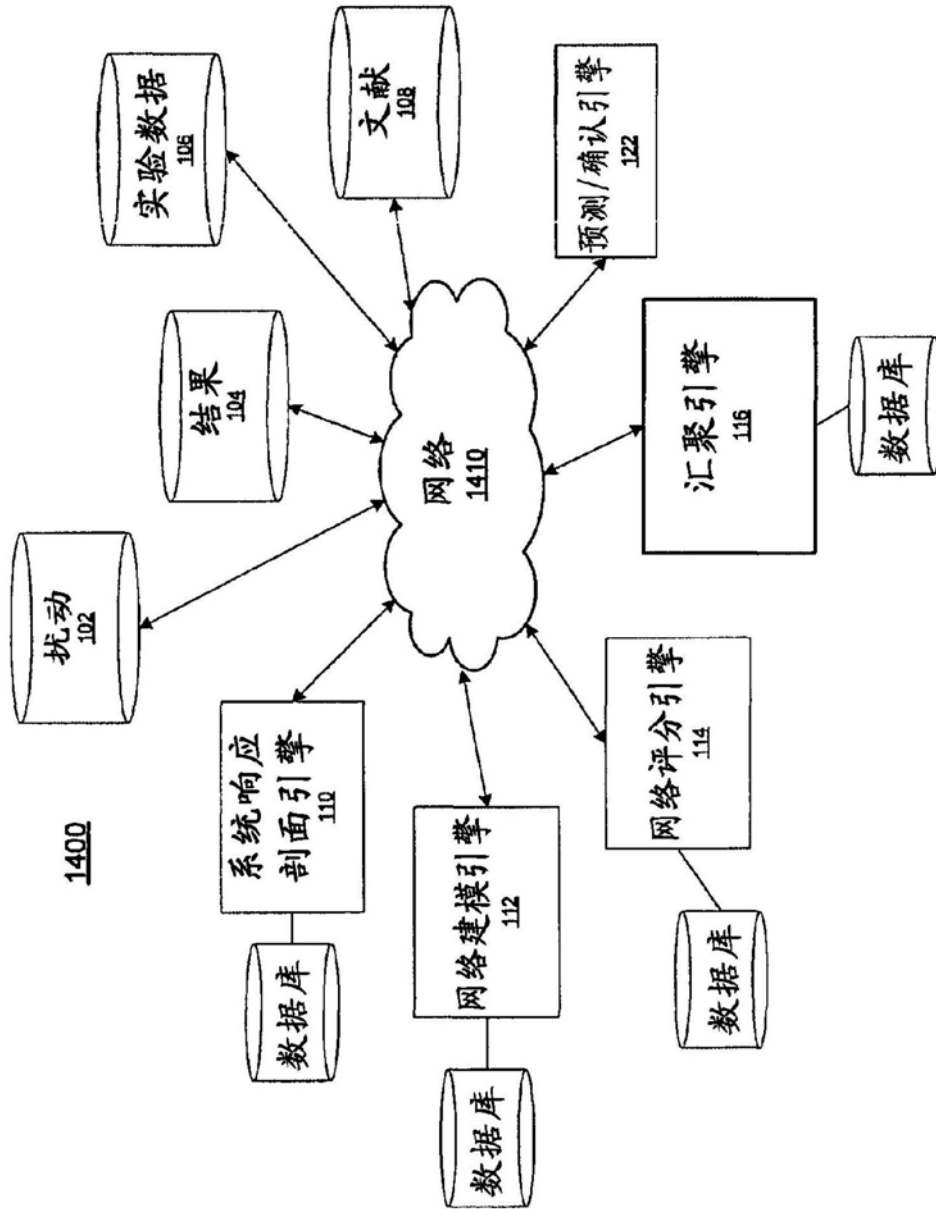 1400
扰动
102
结果
104
实验数据
106
文献
108
系统响应
剖面引擎
110
数据库
网络
1410
网络建模引擎
112
数据库
网络评分引擎
114
数据库
汇聚引擎
116
数据库
预测/确认引擎
122